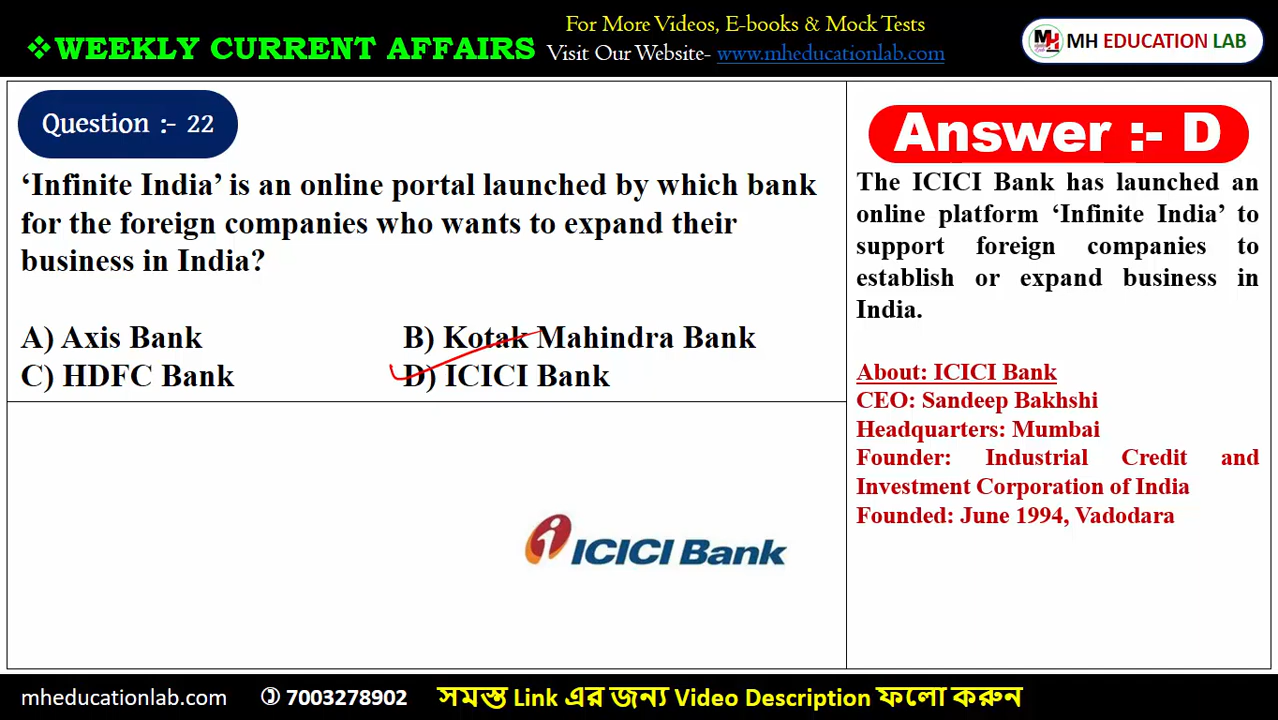 ❖WEEKLY CURRENT AFFAIRS
For More Videos, E-books & Mock Tests
Visit Our Website- www.mheducationlab.com
MH EDUCATION LAB
Question :- 22
‘Infinite India’ is an online portal launched by which bank
for the foreign companies who wants to expand their
business in India?
A) Axis Bank B) Kotak Mahindra Bank
C) HDFC Bank D) ICICI Bank
ICICI Bank
Answer :- D
The ICICI Bank has launched an
online platform ‘Infinite India’ to
support foreign companies to
establish or expand business in
India.
About: ICICI Bank
CEO: Sandeep Bakhshi
Headquarters: Mumbai
Founder: Industrial Credit and
Investment Corporation of India
Founded: June 1994, Vadodara
mheducationlab.com 7003278902 সমস্ত Link এর জন্য Video Description ফলো করুন